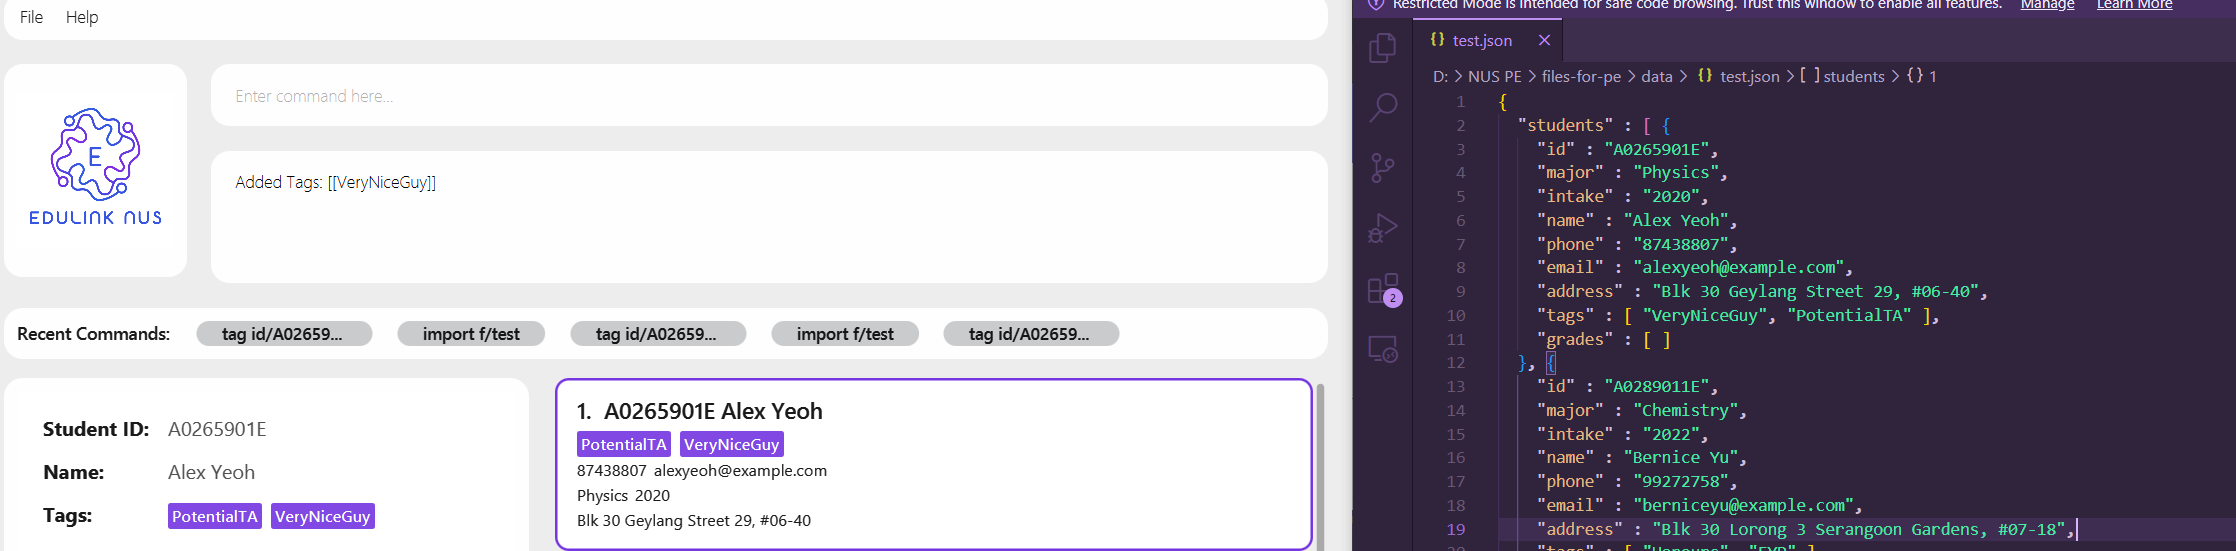 File Help
Enter command here...
E
EDULINK NUS
Added Tags: [[VeryNiceGuy]]
Recent Commands: tag id/A02659... import f/test tag id/A02659... import f/test tag id/A02659...
Student ID: A0265901E
Name: Alex Yeoh
Tags: PotentialTA VeryNiceGuy
1. A0265901E Alex Yeoh
PotentialTA VeryNiceGuy
87438807 alexyeoh@example.com
Physics 2020
Blk 30 Geylang Street 29, #06-40
Restricted Mode is intended for safe code browsing. Trust this window to enable all features. Manage Learn More
{} test.json ×
2
D: > NUS PE > files-for-pe > data > {} test.json > [ ] students > {} 1
1 {
2 "students" : [ {
3 "id" : "A0265901E",
4 "major" : "Physics",
5 "intake" : "2020",
6 "name" : "Alex Yeoh",
7 "phone" : "87438807",
8 "email" : "alexyeoh@example.com",
9 "address" : "Blk 30 Geylang Street 29, #06-40",
10 "tags" : [ "VeryNiceGuy", "PotentialTA" ],
11 "grades" : [ ]
12 }, {
13 "id" : "A0289011E",
14 "major" : "Chemistry",
15 "intake" : "2022",
16 "name" : "Bernice Yu",
17 "phone" : "99272758",
18 "email" : "berniceyu@example.com",
19 "address" : "Blk 30 Lorong 3 Serangoon Gardens, #07-18",